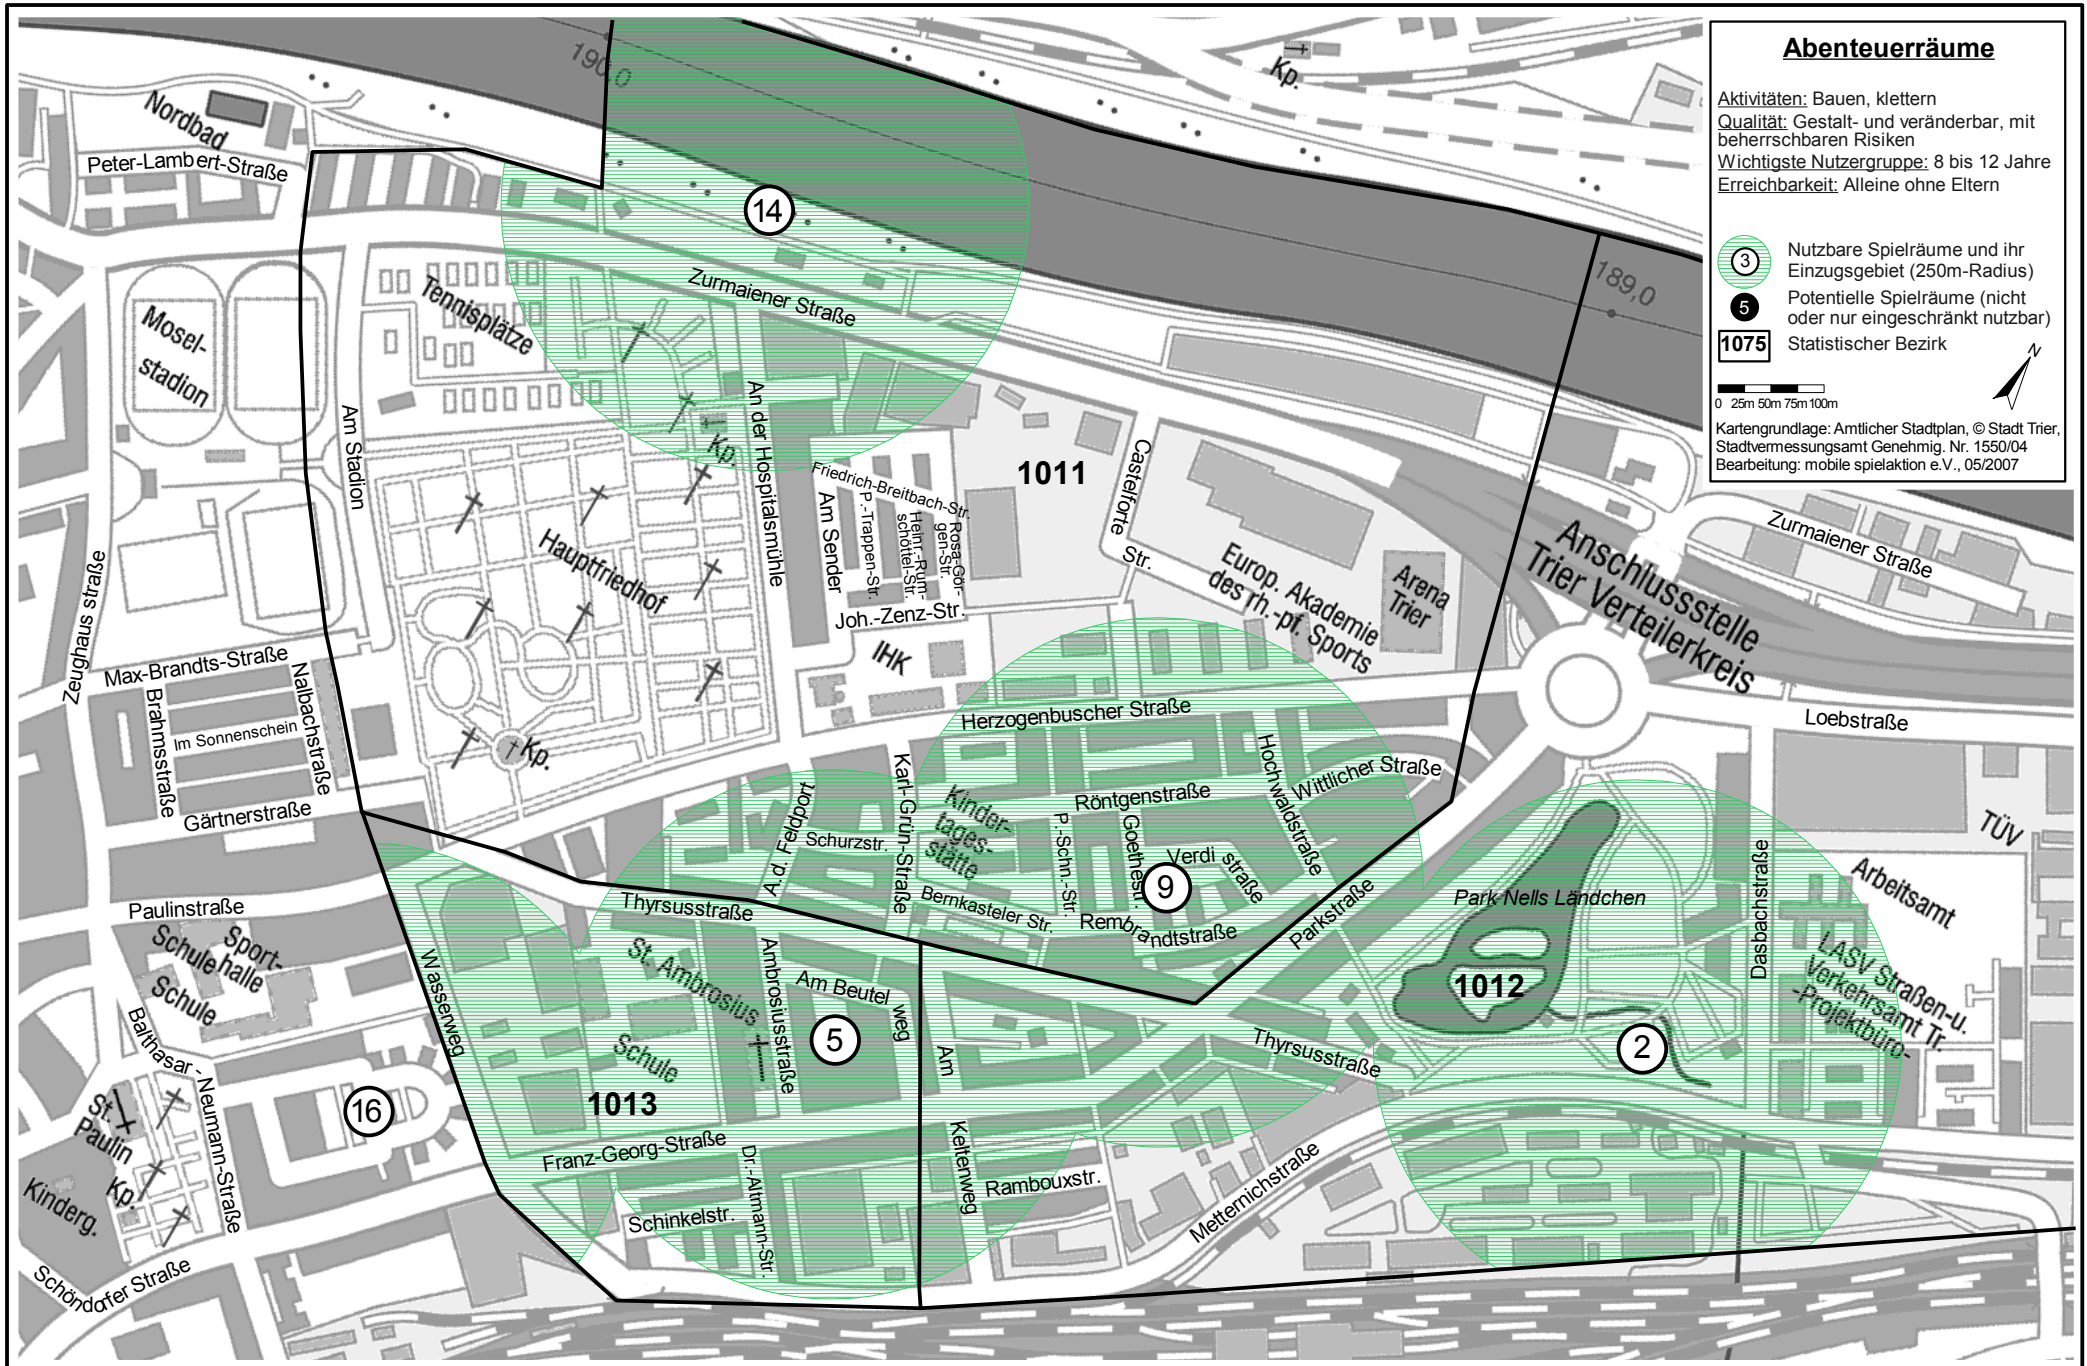 Abenteuerräume
Aktivitäten: Bauen, klettern
Qualität: Gestalt- und veränderbar, mit
beherrschbaren Risiken
Wichtigste Nutzergruppe: 8 bis 12 Jahre
Erreichbarkeit: Alleine ohne Eltern
3
Nutzbare Spielräume und ihr
Einzugsgebiet (250m-Radius)
5
Potentielle Spielräume (nicht
oder nur eingeschränkt nutzbar)
1075
Statistischer Bezirk
N
0 25m 50m 75m 100m
Kartengrundlage: Amtlicher Stadtplan, © Stadt Trier,
Stadtvermessungsamt Genehmig. Nr. 1550/04
Bearbeitung: mobile spielaktion e.V., 05/2007
190,0
Kp.
Nordbad
Peter-Lambert-Straße
14
189,0
Zurmaiener Straße
Tennisplätze
Mosel-
stadion
Am Stadion
An der Hospitalsmühle
Kp.
1011
Castelforte
Str.
Friedrich-Breitbach-Str.
Am Sender
P.-Trappen-Str.
Heinr.-Rum-
schöttel-Str.
Rosa-Gör-
gen-Str.
Joh.-Zenz-Str.
Hauptfriedhof
Europ. Akademie
des rh.-pf. Sports
Arena
Trier
Anschlussstelle
Trier Verteilerkreis
Zurmaiener Straße
Zeughaus straße
Max-Brandts-Straße
Nalbachstraße
Brahmsstraße
Im Sonnenschein
Gärtnerstraße
IHK
Kp.
Herzogenbuscher Straße
Loebstraße
Karl-Grün-Straße
A.d. Feldport
Schurzstr.
Kinder-
tages-
stätte
Röntgenstraße
Hochwaldstraße
Wittlicher Straße
P.-Schn.-Str.
Goethestr.
Verdi straße
9
Bernkasteler Str.
Rembrandtstraße
Parkstraße
Park Nells Ländchen
Dasbachstraße
TÜV
Arbeitsamt
LASV Straßen-u.
Verkehrsamt Tr.
-Projektbüro-
1012
2
Paulinstraße
Sport-
halle
Schule
Schule
Wasserweg
Thyrsusstraße
St. Ambrosius
Ambrosiusstraße
Am Beutel
weg
5
Schule
1013
Am
Keltenweg
Thyrsusstraße
Balthasar - Neumann-Straße
16
St.
Paulin
Kp.
Kinderg.
Franz-Georg-Straße
Dr.-Altmann-Str.
Schinkelstr.
Rambouxstr.
Metternichstraße
Schöndorfer Straße